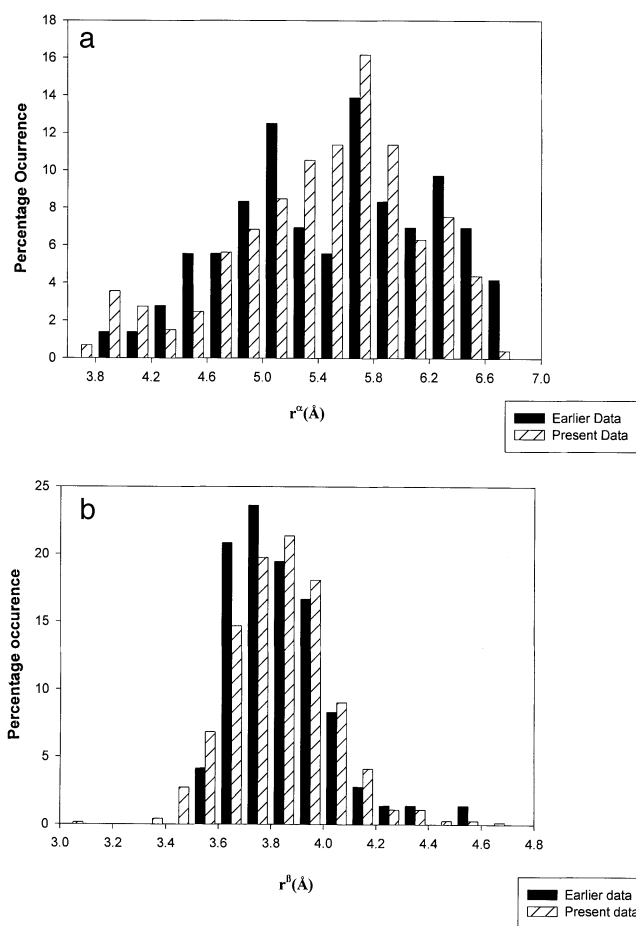 a
18
16
14
12
10
8
6
4
2
0
Percentage Ocurrence
3.8 4.2 4.6 5.0 5.4 5.8 6.2 6.6 7.0
r^α(Å)
Earlier Data
Present Data
b
25
20
15
10
5
0
Percentage occurence
3.0 3.2 3.4 3.6 3.8 4.0 4.2 4.4 4.6 4.8
r^β(Å)
Earlier data
Present data